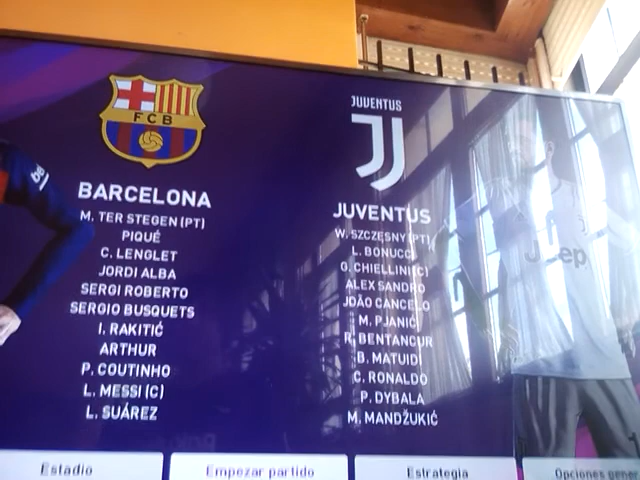 FCB
BARCELONA
M. TER STEGEN (PT)
PIQUÉ
C. LENGLET
JORDI ALBA
SERGI ROBERTO
SERGIO BUSQUETS
I. RAKITIĆ
ARTHUR
P. COUTINHO
L. MESSI (C)
L. SUÁREZ
JUVENTUS
JUVENTUS
W. SZCZĘSNY (PT)
L. BONUCCI
G. CHIELLINI (C)
ALEX SANDRO
JOÃO CANCELO
M. PJANIĆ
R. BENTANCUR
B. MATUIDI
C. RONALDO
P. DYBALA
M. MANDŽUKIĆ
Jeep
Estadio
Empezar partido
Estrategia
Opciones